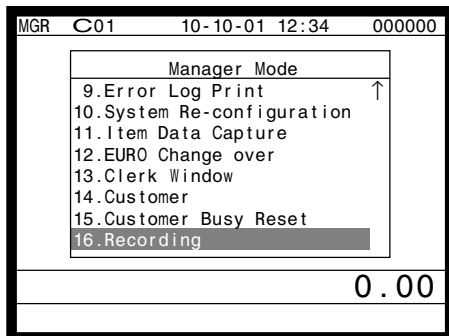 MGR C01 10-10-01 12:34 000000
Manager Mode
9.Error Log Print ↑
10.System Re-configuration
11.Item Data Capture
12.EURO Change over
13.Clerk Window
14.Customer
15.Customer Busy Reset
16.Recording
0.00